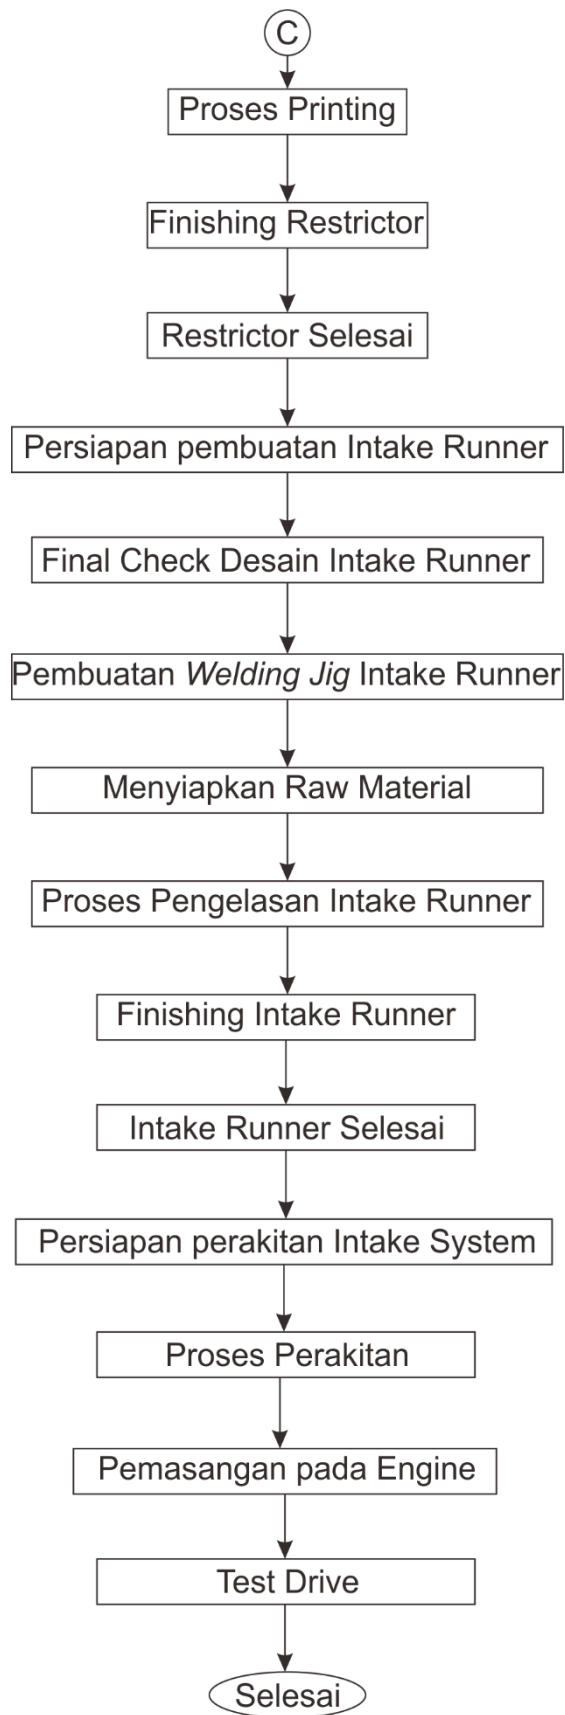 C
Proses Printing
Finishing Restrictor
Restrictor Selesai
Persiapan pembuatan Intake Runner
Final Check Desain Intake Runner
Pembuatan Welding Jig Intake Runner
Menyiapkan Raw Material
Proses Pengelasan Intake Runner
Finishing Intake Runner
Intake Runner Selesai
Persiapan perakitan Intake System
Proses Perakitan
Pemasangan pada Engine
Test Drive
Selesai